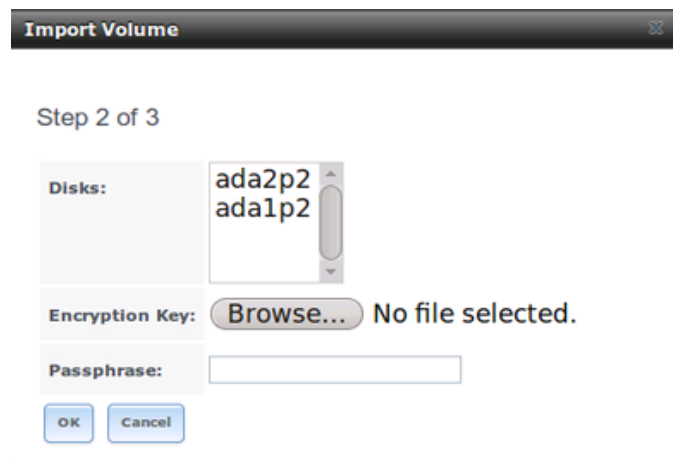 Import Volume
Step 2 of 3
Disks:
ada2p2
ada1p2
Encryption Key: Browse... No file selected.
Passphrase:
OK Cancel